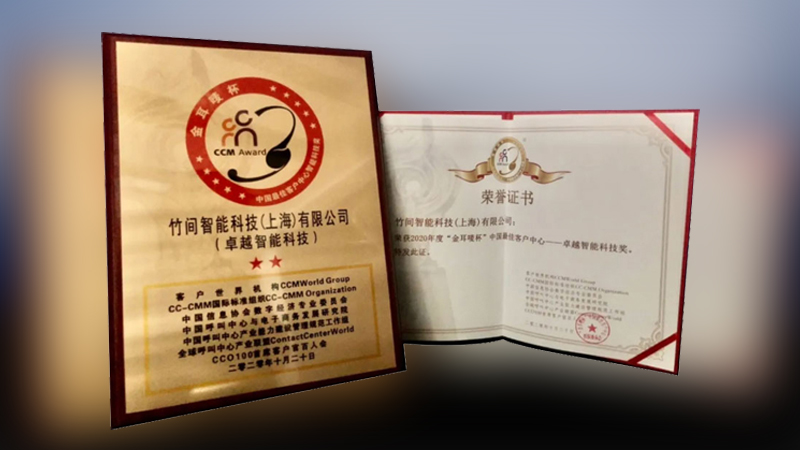 金耳唛杯
CCM Award
中国最佳客户中心智能科技奖
竹间智能科技(上海)有限公司
(卓越智能科技)
客户世界机构CCMWorld Group
CC-CMM国际标准组织CC-CMM Organization
中国信息协会数字经济专业委员会
中国呼叫中心与电子商务发展研究院
中国呼叫中心产业能力建设管理规范工作组
全球呼叫中心产业联盟ContactCenterWorld
CCO100首席客户官百人会
二零二零年十月二十日
荣誉证书
竹间智能科技(上海)有限公司:
荣获2020年度“金耳唛杯”中国最佳客户中心——卓越智能科技奖。
特发此证。